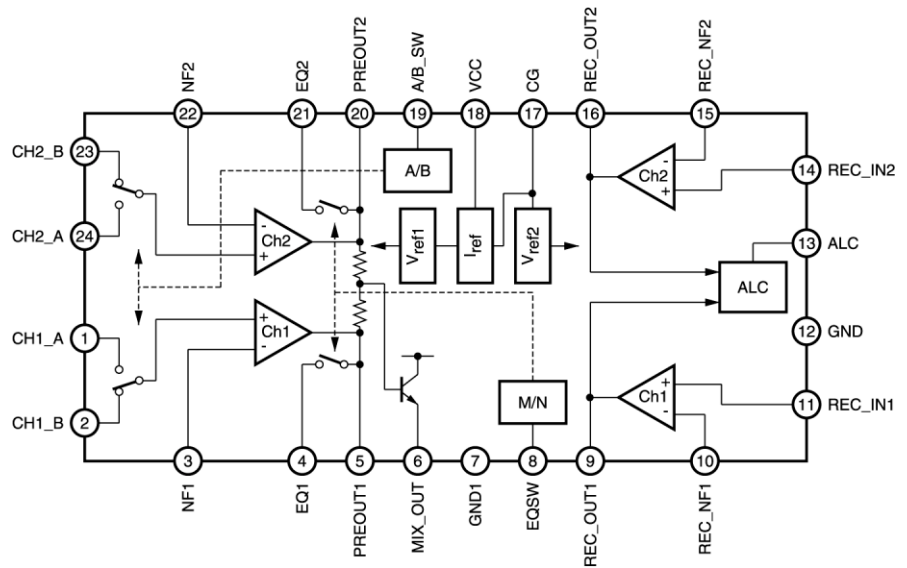 NF2
EQ2
PREOUT2
A/B_SW
VCC
CG
REC_OUT2
REC_NF2
22
21
20
19
18
17
16
15
CH2_B
23
A/B
Ch2
-
+
14
REC_IN2
CH2_A
24
-
+
Ch2
Vref1
Iref
Vref2
13
ALC
ALC
CH1_A
1
+
-
Ch1
12
GND
CH1_B
2
M/N
Ch1
+
-
11
REC_IN1
3
4
5
6
7
8
9
10
NF1
EQ1
PREOUT1
MIX_OUT
GND1
EQSW
REC_OUT1
REC_NF1